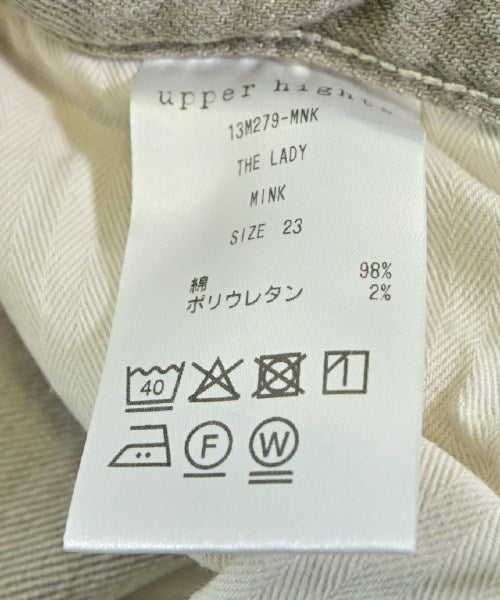 upper hights
13M279-MNK
THE LADY
MINK
SIZE 23
綿 98%
ポリウレタン 2%
40
F W